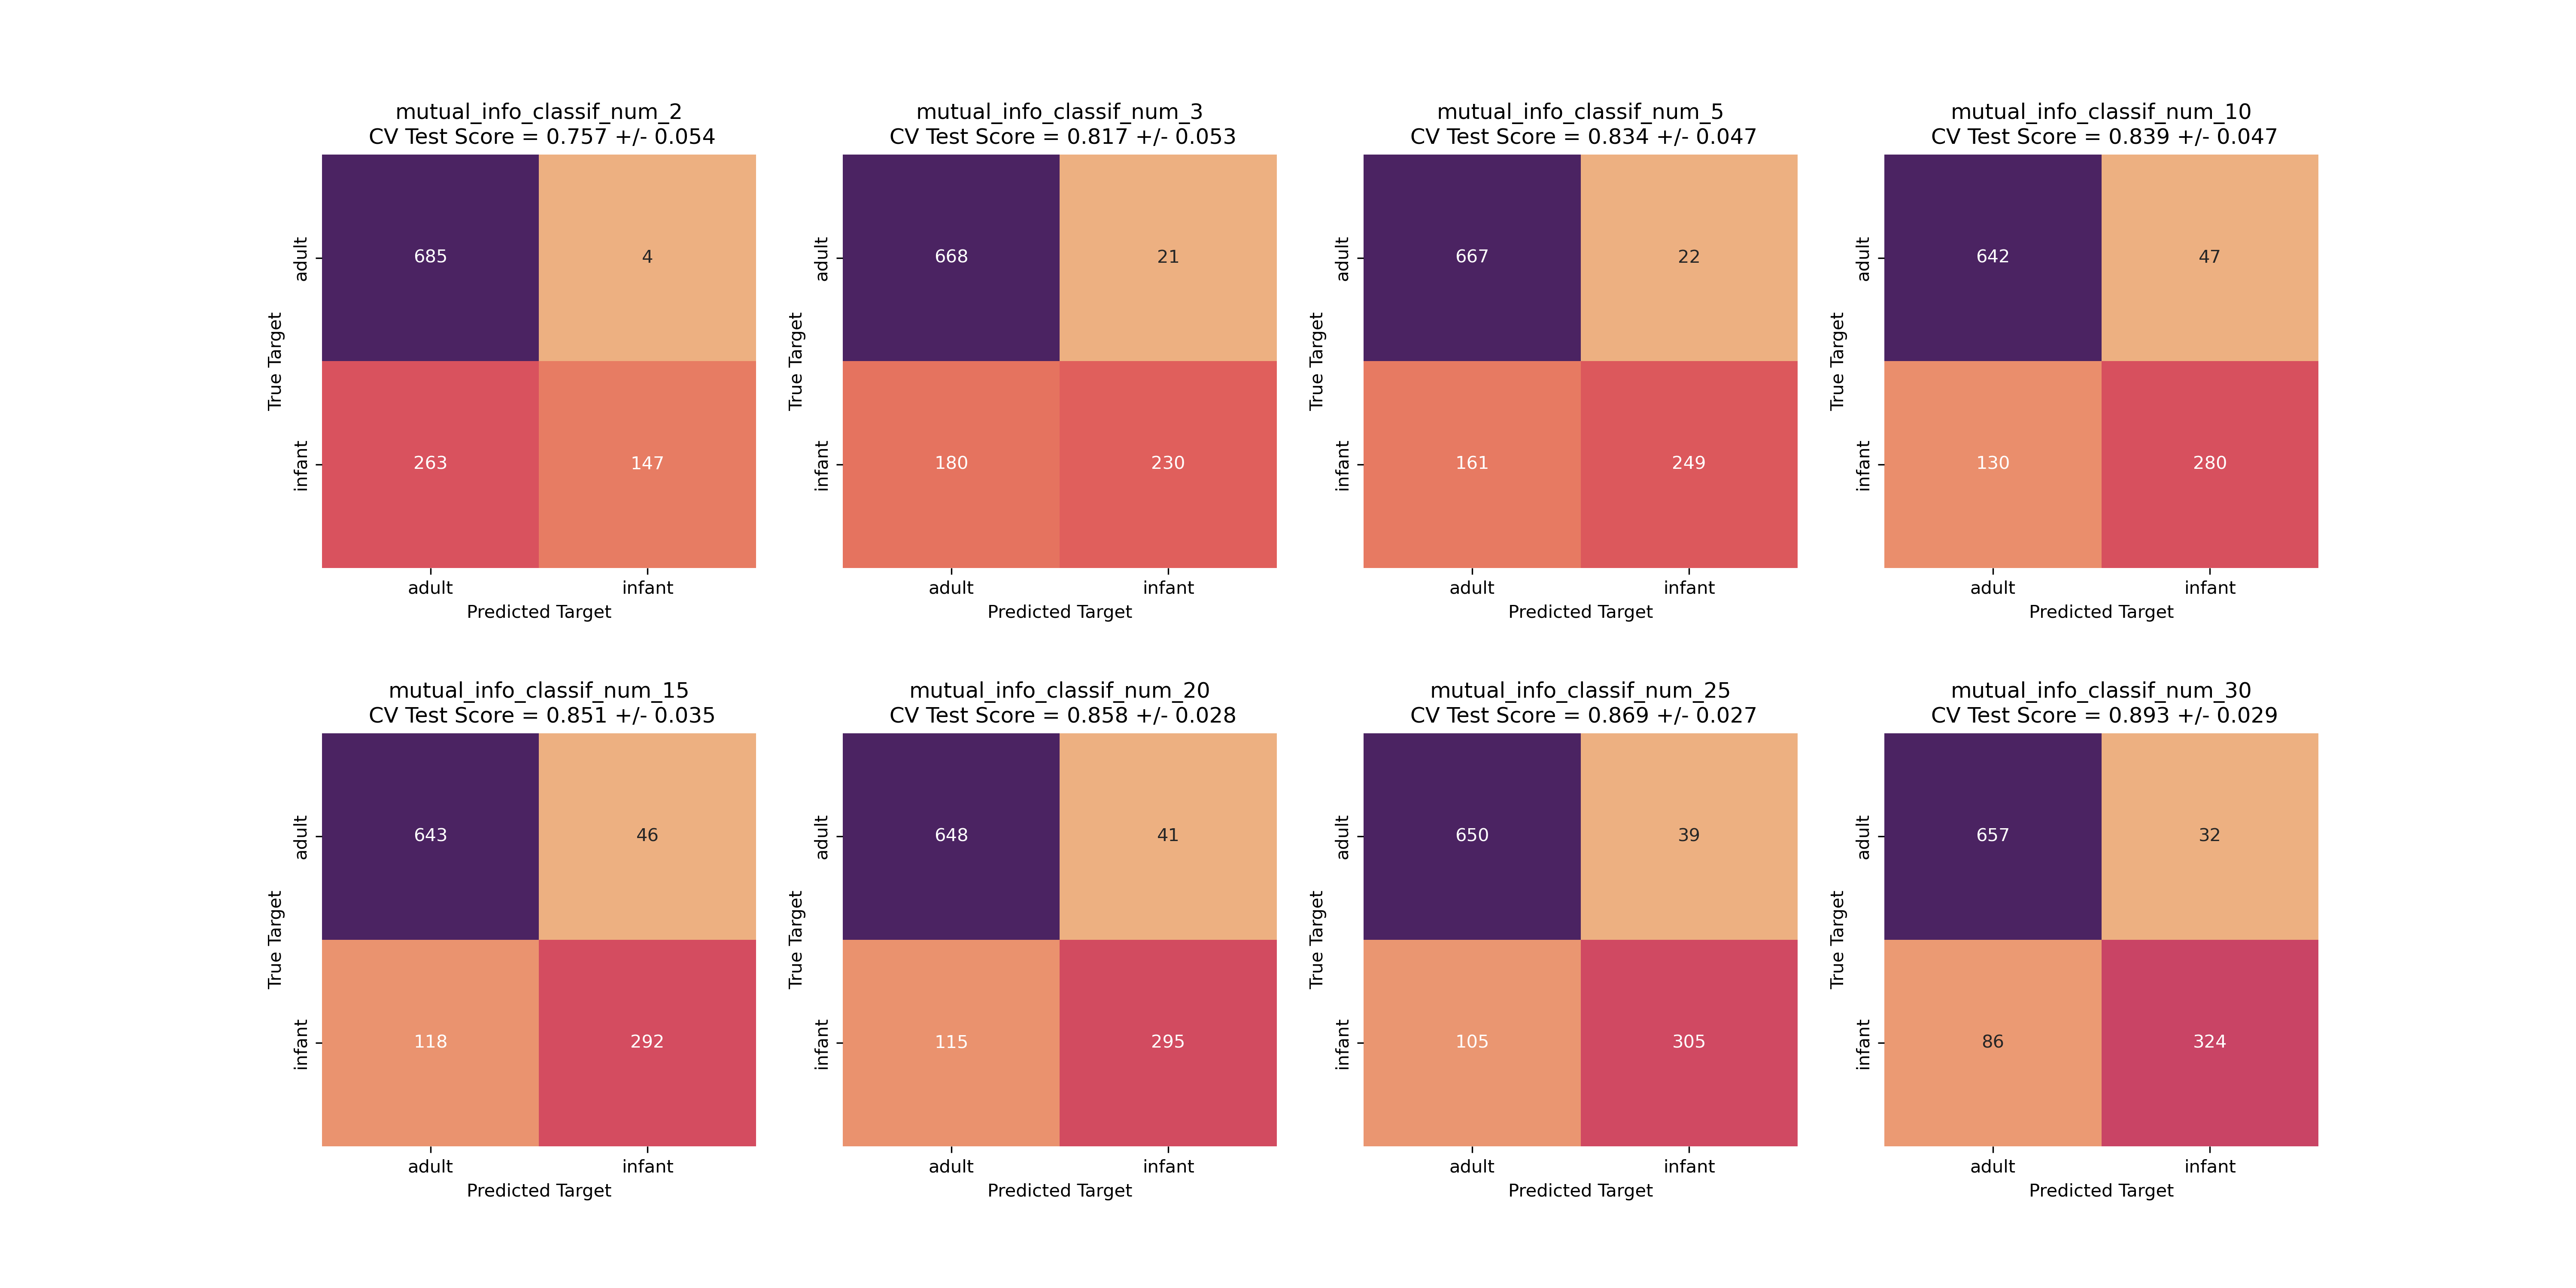 mutual_info_classif_num_2
CV Test Score = 0.757 +/- 0.054
True Target
adult
685
4
infant
263
147
adult
infant
Predicted Target
mutual_info_classif_num_3
CV Test Score = 0.817 +/- 0.053
True Target
adult
668
21
infant
180
230
adult
infant
Predicted Target
mutual_info_classif_num_5
CV Test Score = 0.834 +/- 0.047
True Target
adult
667
22
infant
161
249
adult
infant
Predicted Target
mutual_info_classif_num_10
CV Test Score = 0.839 +/- 0.047
True Target
adult
642
47
infant
130
280
adult
infant
Predicted Target
mutual_info_classif_num_15
CV Test Score = 0.851 +/- 0.035
True Target
adult
643
46
infant
118
292
adult
infant
Predicted Target
mutual_info_classif_num_20
CV Test Score = 0.858 +/- 0.028
True Target
adult
648
41
infant
115
295
adult
infant
Predicted Target
mutual_info_classif_num_25
CV Test Score = 0.869 +/- 0.027
True Target
adult
650
39
infant
105
305
adult
infant
Predicted Target
mutual_info_classif_num_30
CV Test Score = 0.893 +/- 0.029
True Target
adult
657
32
infant
86
324
adult
infant
Predicted Target